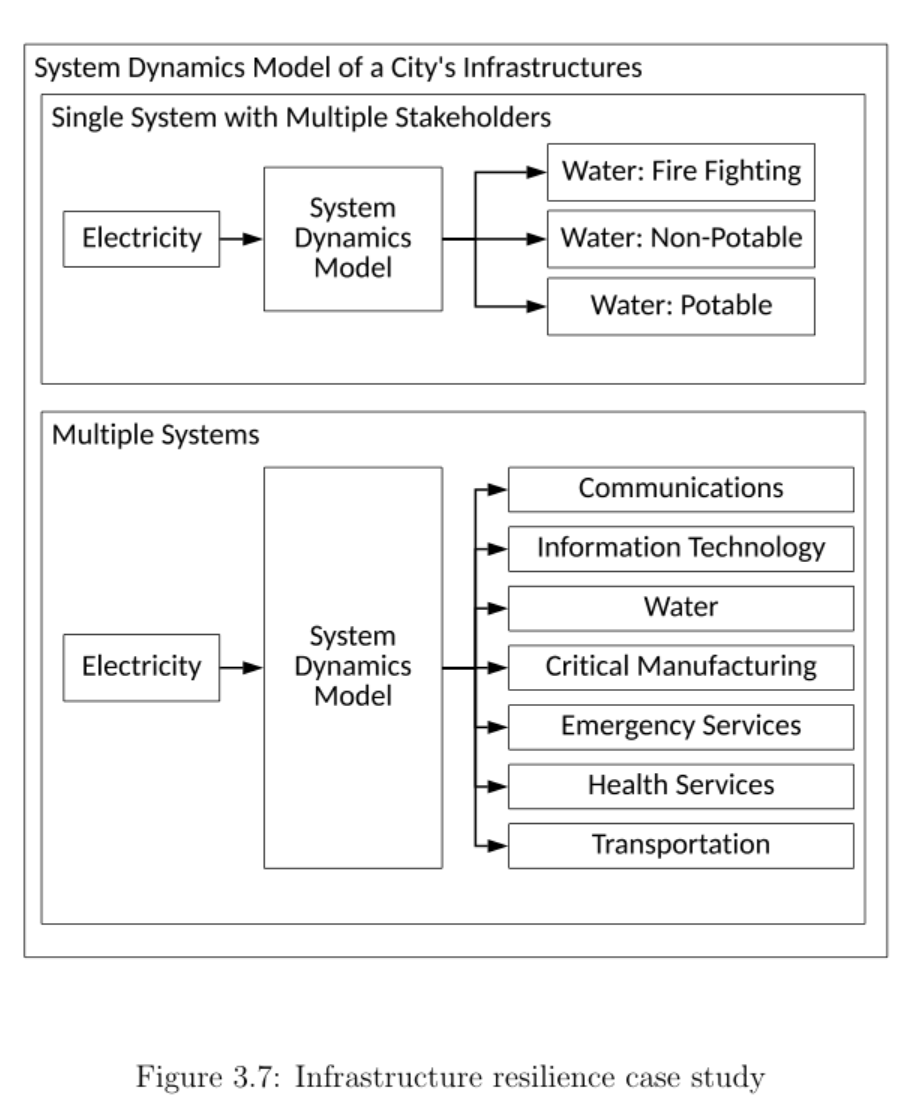 System Dynamics Model of a City's Infrastructures
Single System with Multiple Stakeholders
Electricity
System
Dynamics
Model
Water: Fire Fighting
Water: Non-Potable
Water: Potable
Multiple Systems
Electricity
System
Dynamics
Model
Communications
Information Technology
Water
Critical Manufacturing
Emergency Services
Health Services
Transportation
Figure 3.7: Infrastructure resilience case study